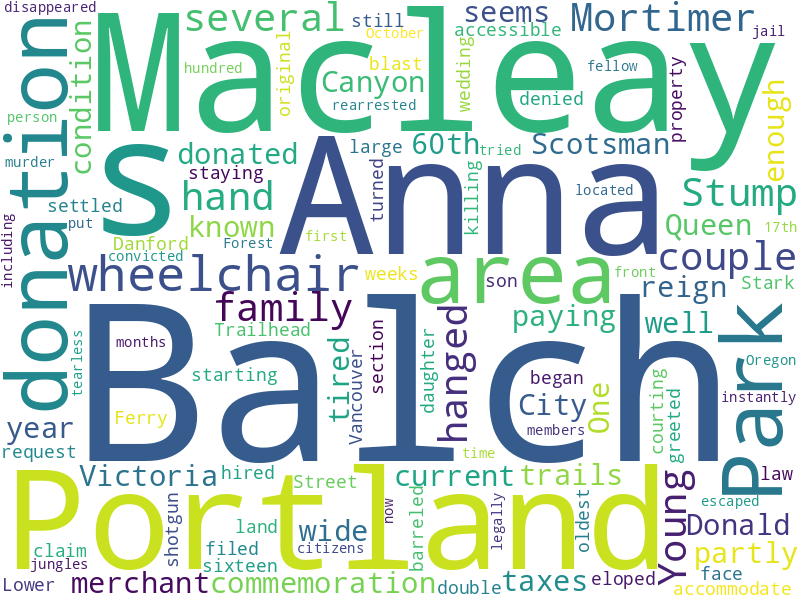 disappeared
several
still
October
seems
Mortimer
jail
Macleay
accessible
blast
Canyon
hundred
original
rearrested
wedding
fellow
denied
property
condition
donation
person
murder
60th
tried
Scotsman
enough
donated
large
staying
s
hand
turned
Anna
located
Stump
settled
put
known
killing
Queen
17th
Danford
Forest
first
convicted
including
wheelchair
weeks
area
son
front
couple
reign
Stark
family
Trailhead
paying
well
Park
tearless
months
Balch
tired
Vancouver
section
daughter
hanged
began
One
Oregon
starting
City
courting
instantly
Ferry
members
greeted
year
request
time
Victoria
hired
Street
current
trails
law
Portland
shotgun
land
wide
now
legally
oldest
Young
escaped
Donald
claim
filed
citizens
barreled
partly
jungles
sixteen
face
Lower
merchant
commemoration
double
taxes
eloped
accommodate